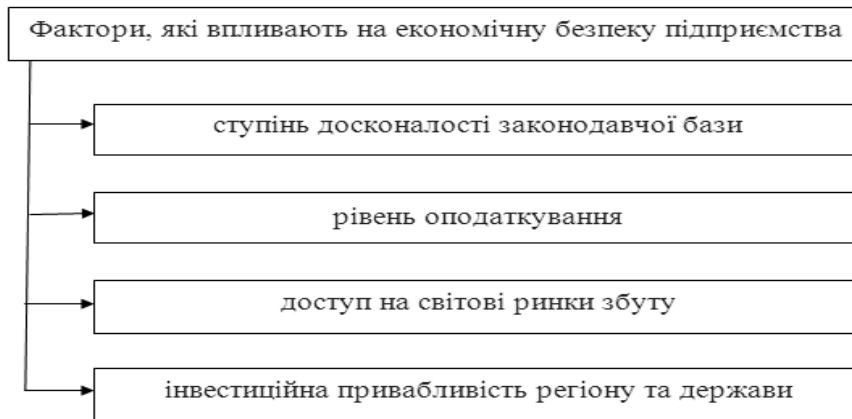 Фактори, які впливають на економічну безпеку підприємства
ступінь досконалості законодавчої бази
рівень оподаткування
доступ на світові ринки збуту
інвестиційна привабливість регіону та держави